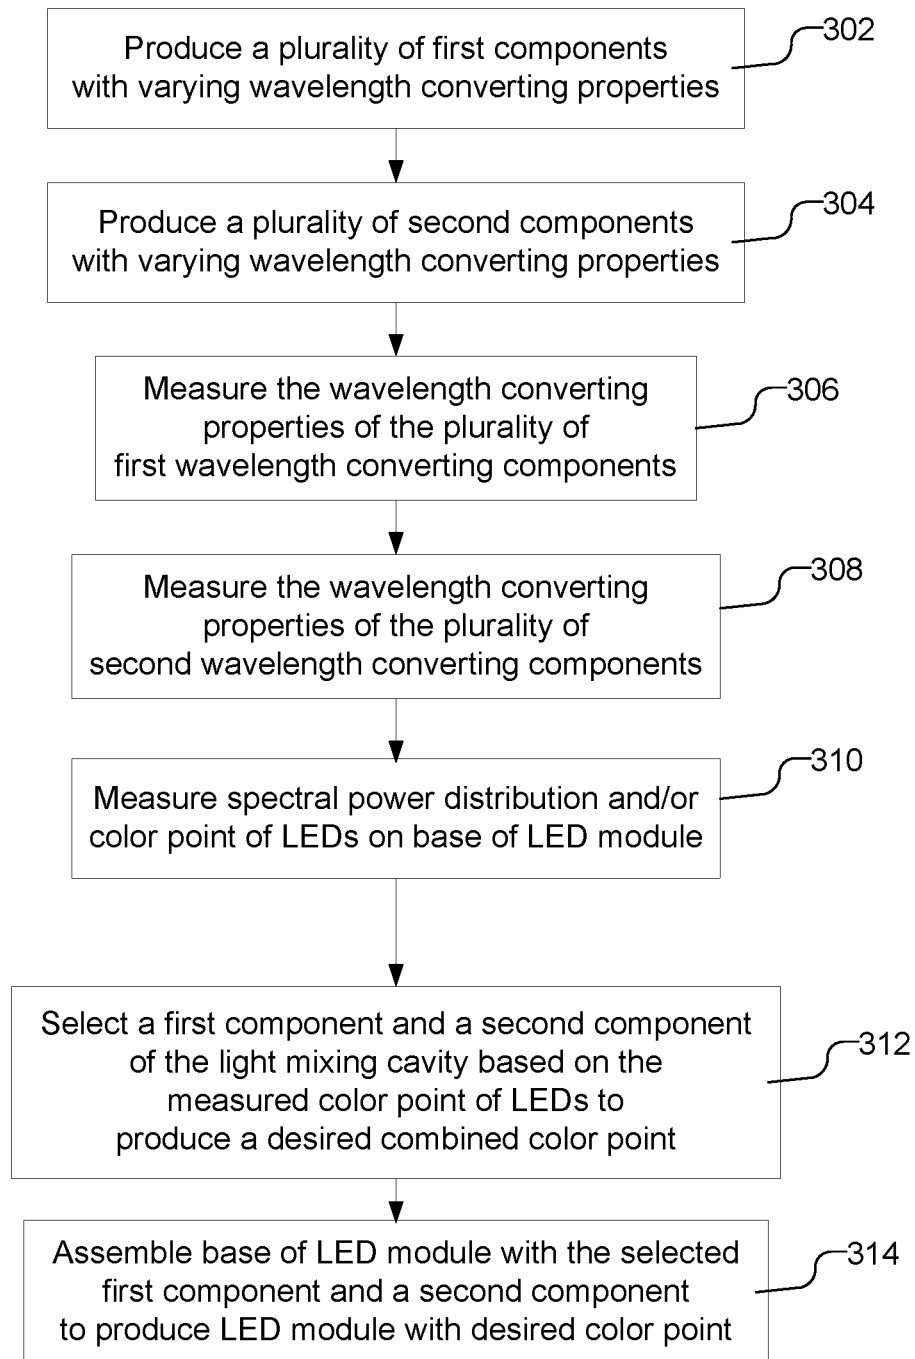 Produce a plurality of first components
with varying wavelength converting properties
302
Produce a plurality of second components
with varying wavelength converting properties
304
Measure the wavelength converting
properties of the plurality of
first wavelength converting components
306
Measure the wavelength converting
properties of the plurality of
second wavelength converting components
308
Measure spectral power distribution and/or
color point of LEDs on base of LED module
310
Select a first component and a second component
of the light mixing cavity based on the
measured color point of LEDs to
produce a desired combined color point
312
Assemble base of LED module with the selected
first component and a second component
to produce LED module with desired color point
314